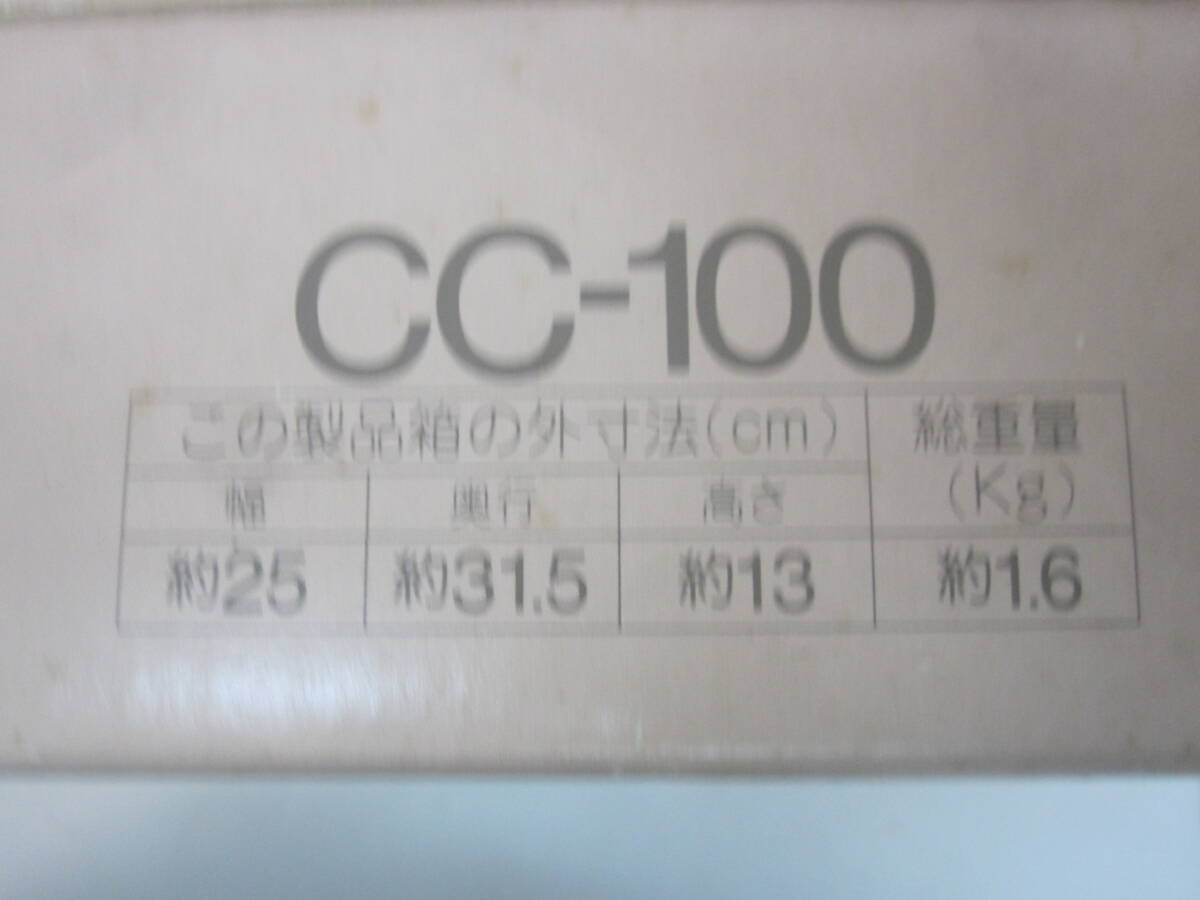 CC-100
この製品箱の外寸法(cm) 総重量
幅 奥行 高さ (Kg)
約25 約31.5 約13 約1.6